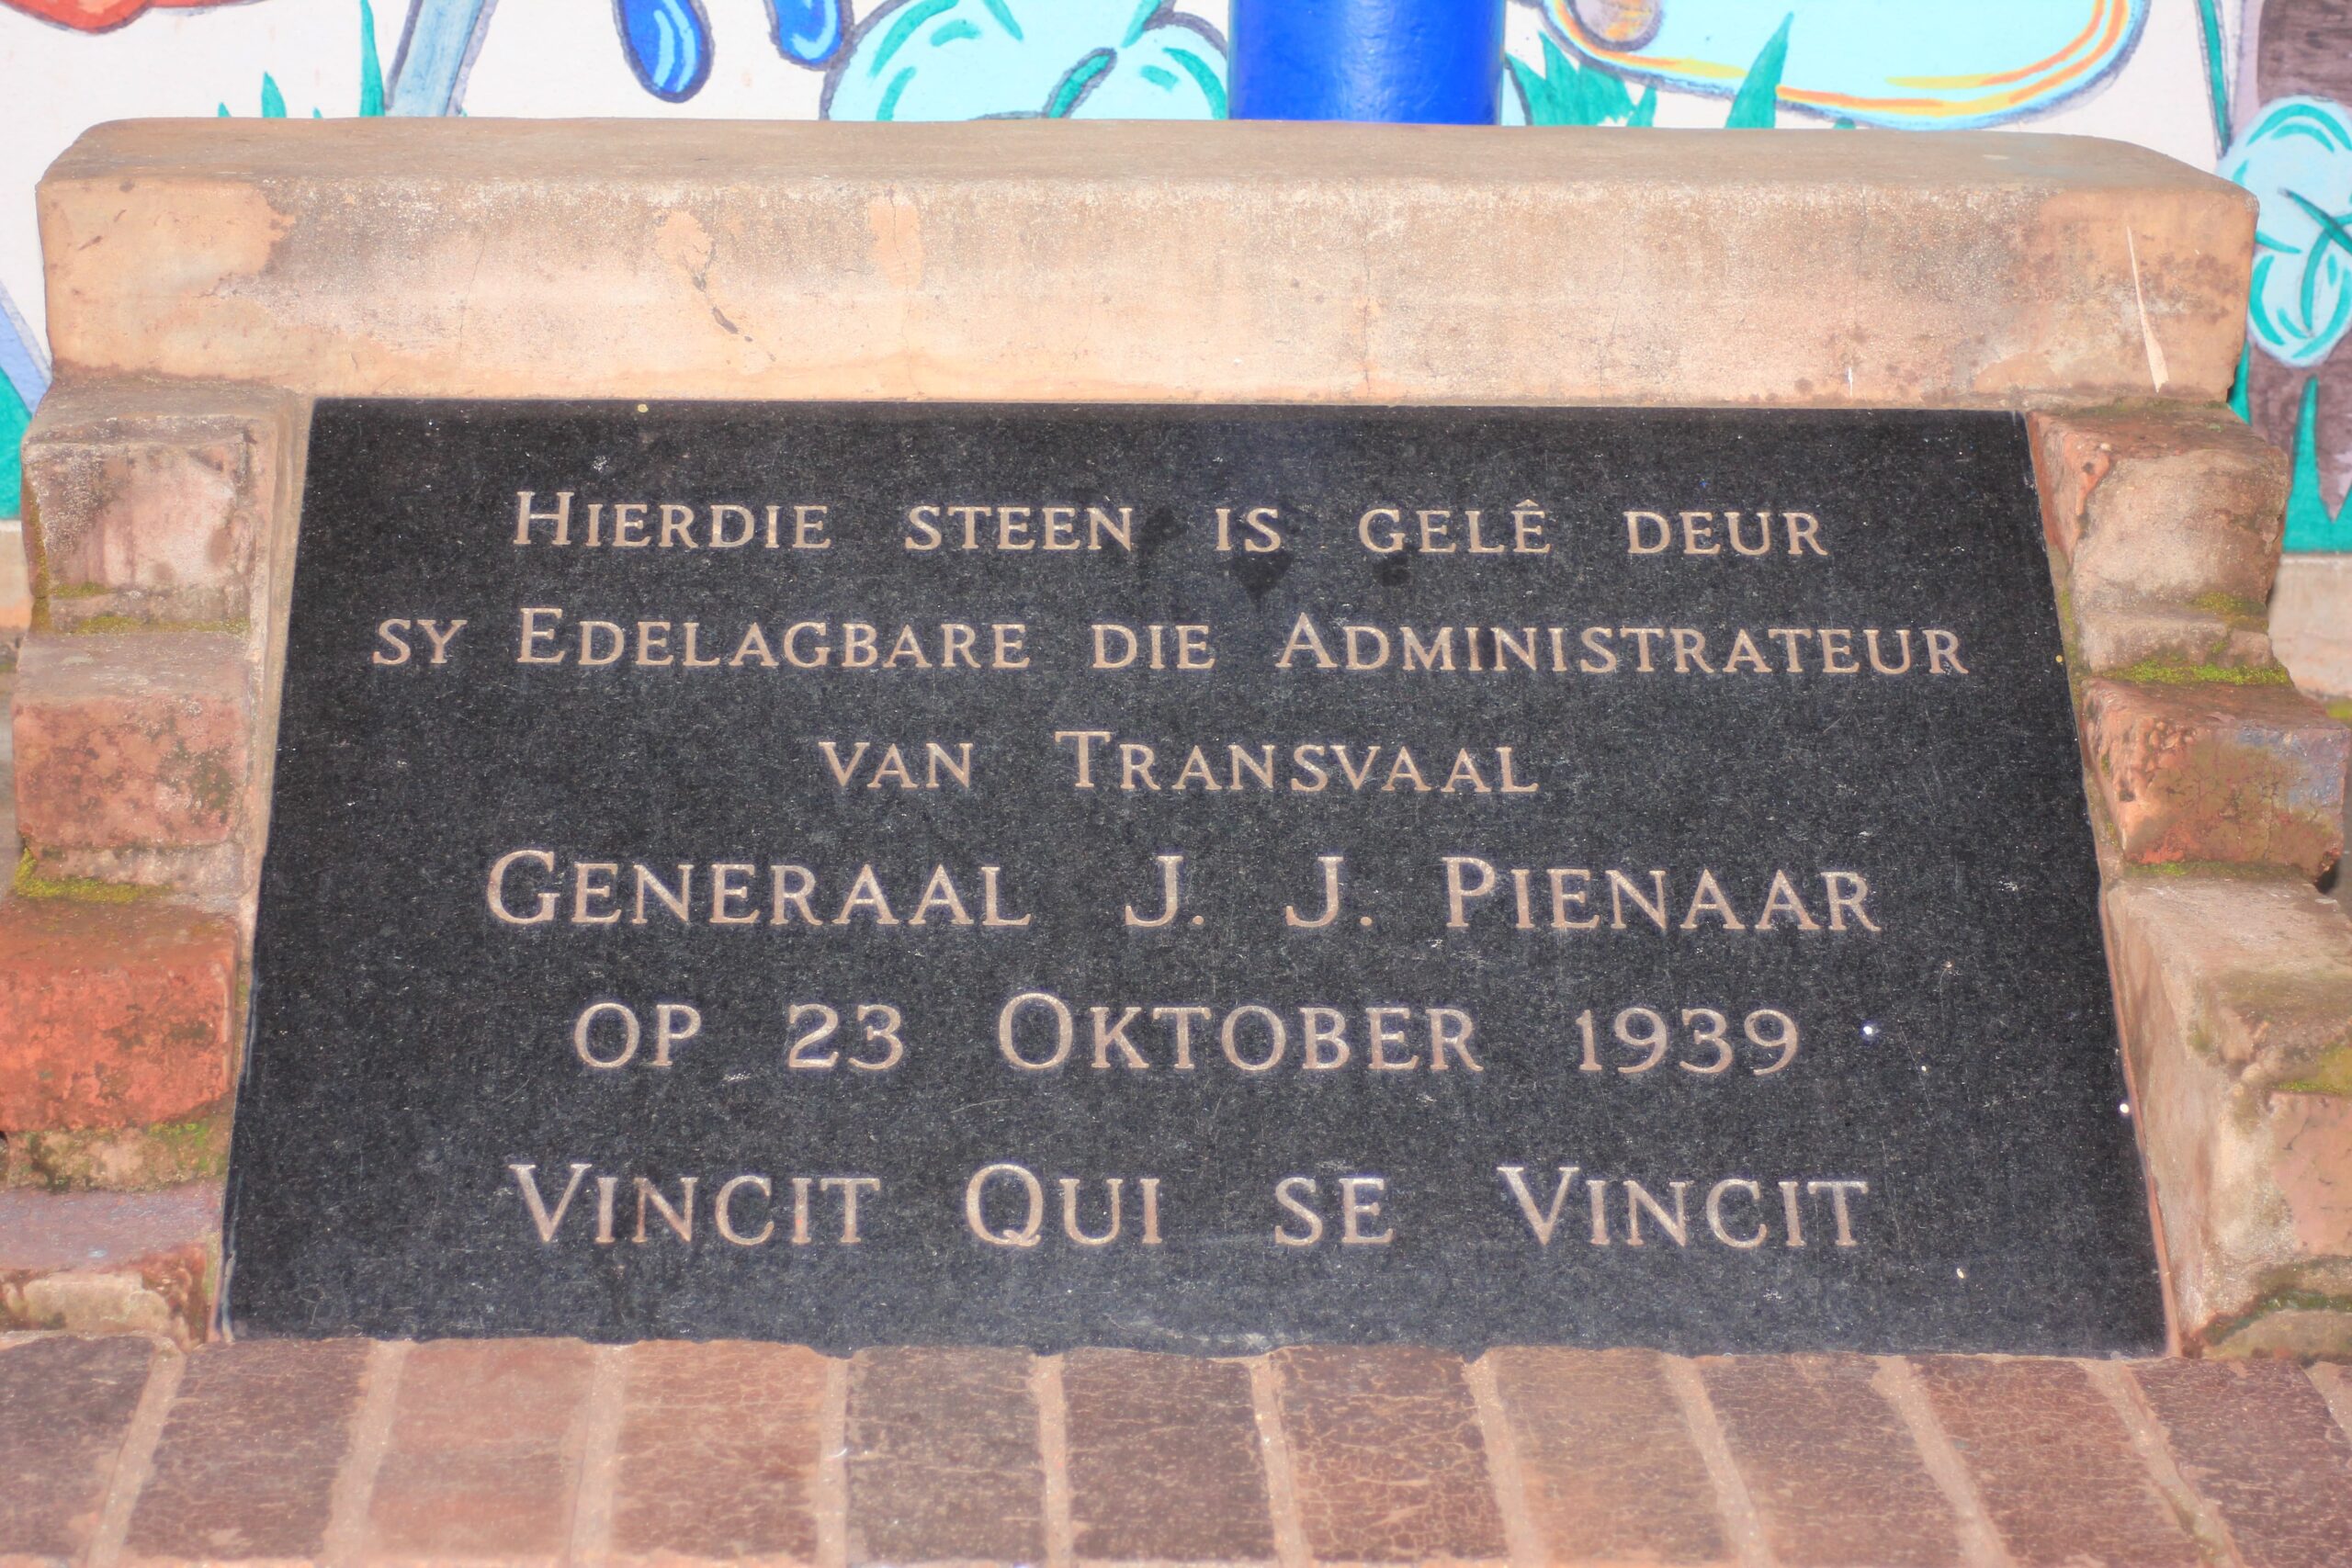 Hierdie steen is gelê deur
sy Edelagbare die Administrateur
van Transvaal
Generaal J. J. Pienaar
op 23 Oktober 1939
Vincit Qui se Vincit